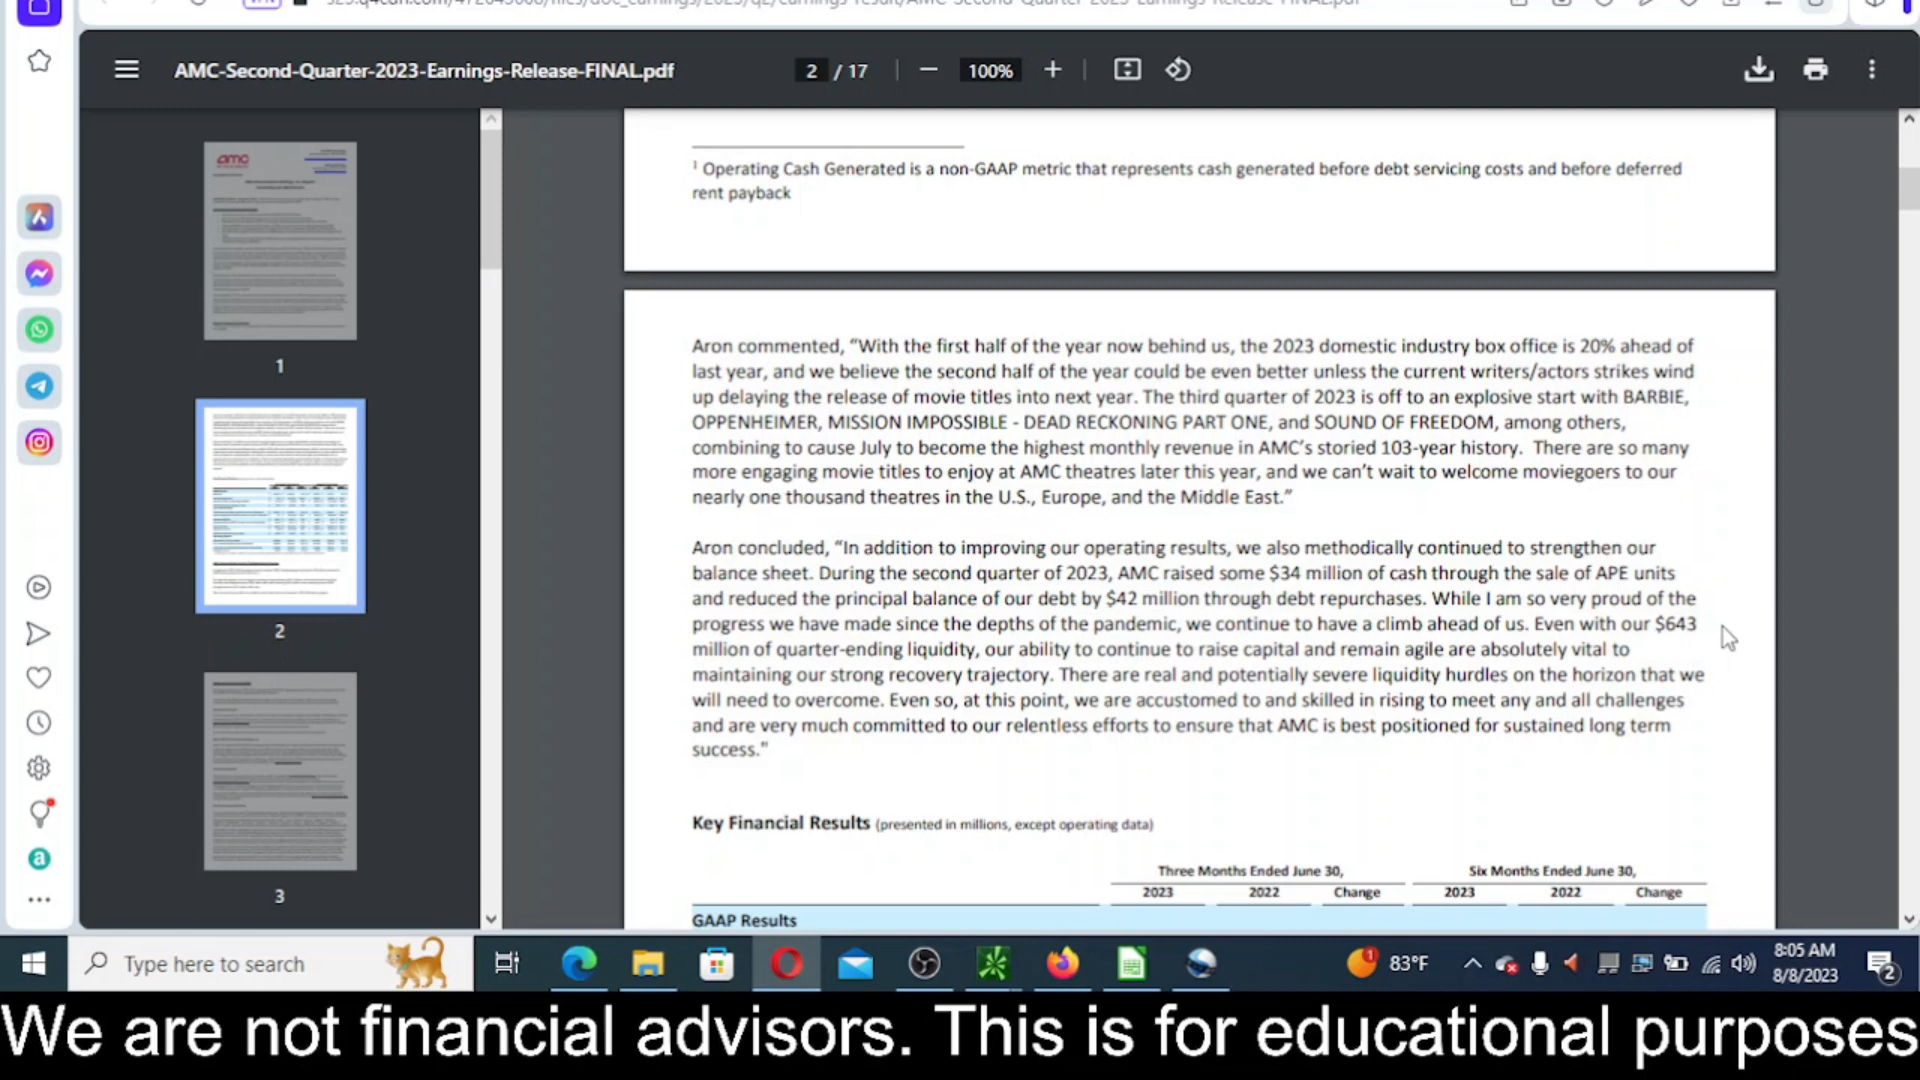 AMC-Second-Quarter-2023-Earnings-Release-FINAL.pdf
2 / 17
100%
amc
1
2
3
1 Operating Cash Generated is a non-GAAP metric that represents cash generated before debt servicing costs and before deferred
rent payback
Aron commented, “With the first half of the year now behind us, the 2023 domestic industry box office is 20% ahead of
last year, and we believe the second half of the year could be even better unless the current writers/actors strikes wind
up delaying the release of movie titles into next year. The third quarter of 2023 is off to an explosive start with BARBIE,
OPPENHEIMER, MISSION IMPOSSIBLE - DEAD RECKONING PART ONE, and SOUND OF FREEDOM, among others,
combining to cause July to become the highest monthly revenue in AMC’s storied 103-year history. There are so many
more engaging movie titles to enjoy at AMC theatres later this year, and we can’t wait to welcome moviegoers to our
nearly one thousand theatres in the U.S., Europe, and the Middle East.”
Aron concluded, “In addition to improving our operating results, we also methodically continued to strengthen our
balance sheet. During the second quarter of 2023, AMC raised some $34 million of cash through the sale of APE units
and reduced the principal balance of our debt by $42 million through debt repurchases. While I am so very proud of the
progress we have made since the depths of the pandemic, we continue to have a climb ahead of us. Even with our $643
million of quarter-ending liquidity, our ability to continue to raise capital and remain agile are absolutely vital to
maintaining our strong recovery trajectory. There are real and potentially severe liquidity hurdles on the horizon that we
will need to overcome. Even so, at this point, we are accustomed to and skilled in rising to meet any and all challenges
and are very much committed to our relentless efforts to ensure that AMC is best positioned for sustained long term
success.”
Key Financial Results (presented in millions, except operating data)
Three Months Ended June 30, Six Months Ended June 30,
2023 2022 Change 2023 2022 Change
GAAP Results
Type here to search
83°F
8:05 AM
8/8/2023
2
We are not financial advisors. This is for educational purposes